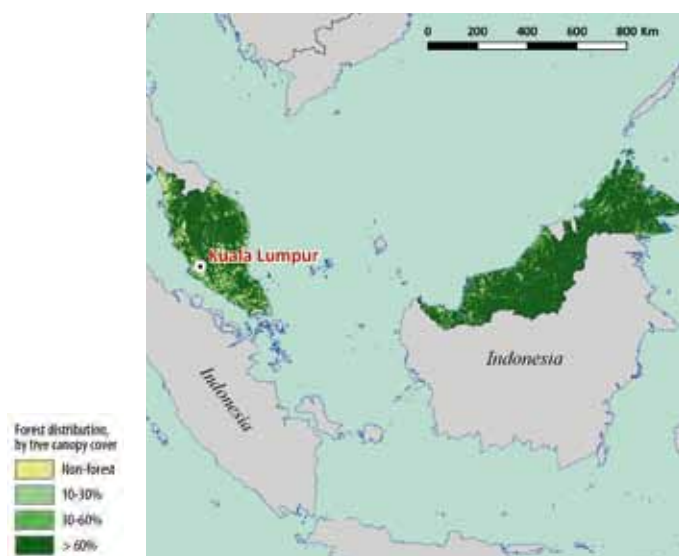 0 200 400 600 800 Km
Kuala Lumpur
Indonesia
Indonesia
Forest distribution,
by tree canopy cover
Non-forest
10-30%
30-60%
> 60%